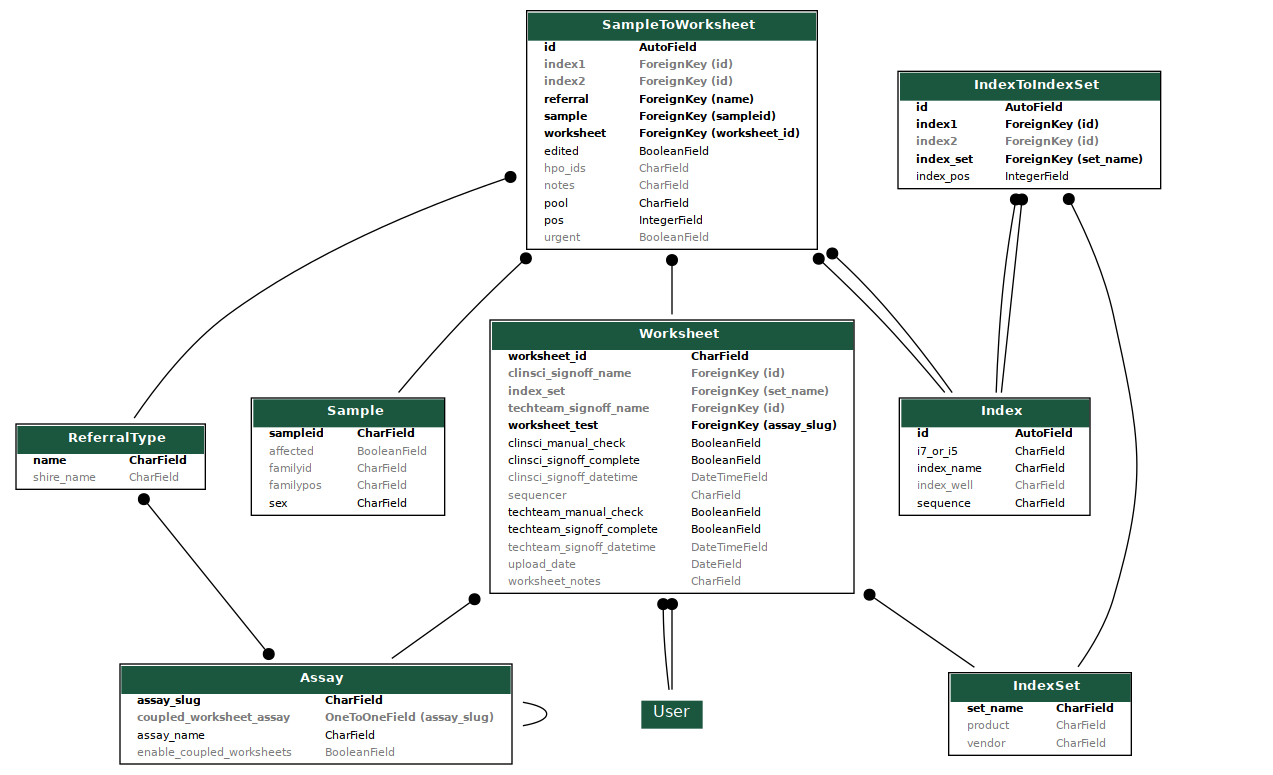 SampleToWorksheet
id AutoField
index1 ForeignKey (id)
index2 ForeignKey (id)
referral ForeignKey (name)
sample ForeignKey (sampleid)
worksheet ForeignKey (worksheet_id)
edited BooleanField
hpo_ids CharField
notes CharField
pool CharField
pos IntegerField
urgent BooleanField
IndexToIndexSet
id AutoField
index1 ForeignKey (id)
index2 ForeignKey (id)
index_set ForeignKey (set_name)
index_pos IntegerField
Worksheet
worksheet_id CharField
clinsci_signoff_name ForeignKey (id)
index_set ForeignKey (set_name)
techteam_signoff_name ForeignKey (id)
worksheet_test ForeignKey (assay_slug)
clinsci_manual_check BooleanField
clinsci_signoff_complete BooleanField
clinsci_signoff_datetime DateTimeField
sequencer CharField
techteam_manual_check BooleanField
techteam_signoff_complete BooleanField
techteam_signoff_datetime DateTimeField
upload_date DateField
worksheet_notes CharField
ReferralType
name CharField
shire_name CharField
Sample
sampleid CharField
affected BooleanField
familyid CharField
familypos CharField
sex CharField
Index
id AutoField
i7_or_i5 CharField
index_name CharField
index_well CharField
sequence CharField
Assay
assay_slug CharField
coupled_worksheet_assay OneToOneField (assay_slug)
assay_name CharField
enable_coupled_worksheets BooleanField
User
IndexSet
set_name CharField
product CharField
vendor CharField